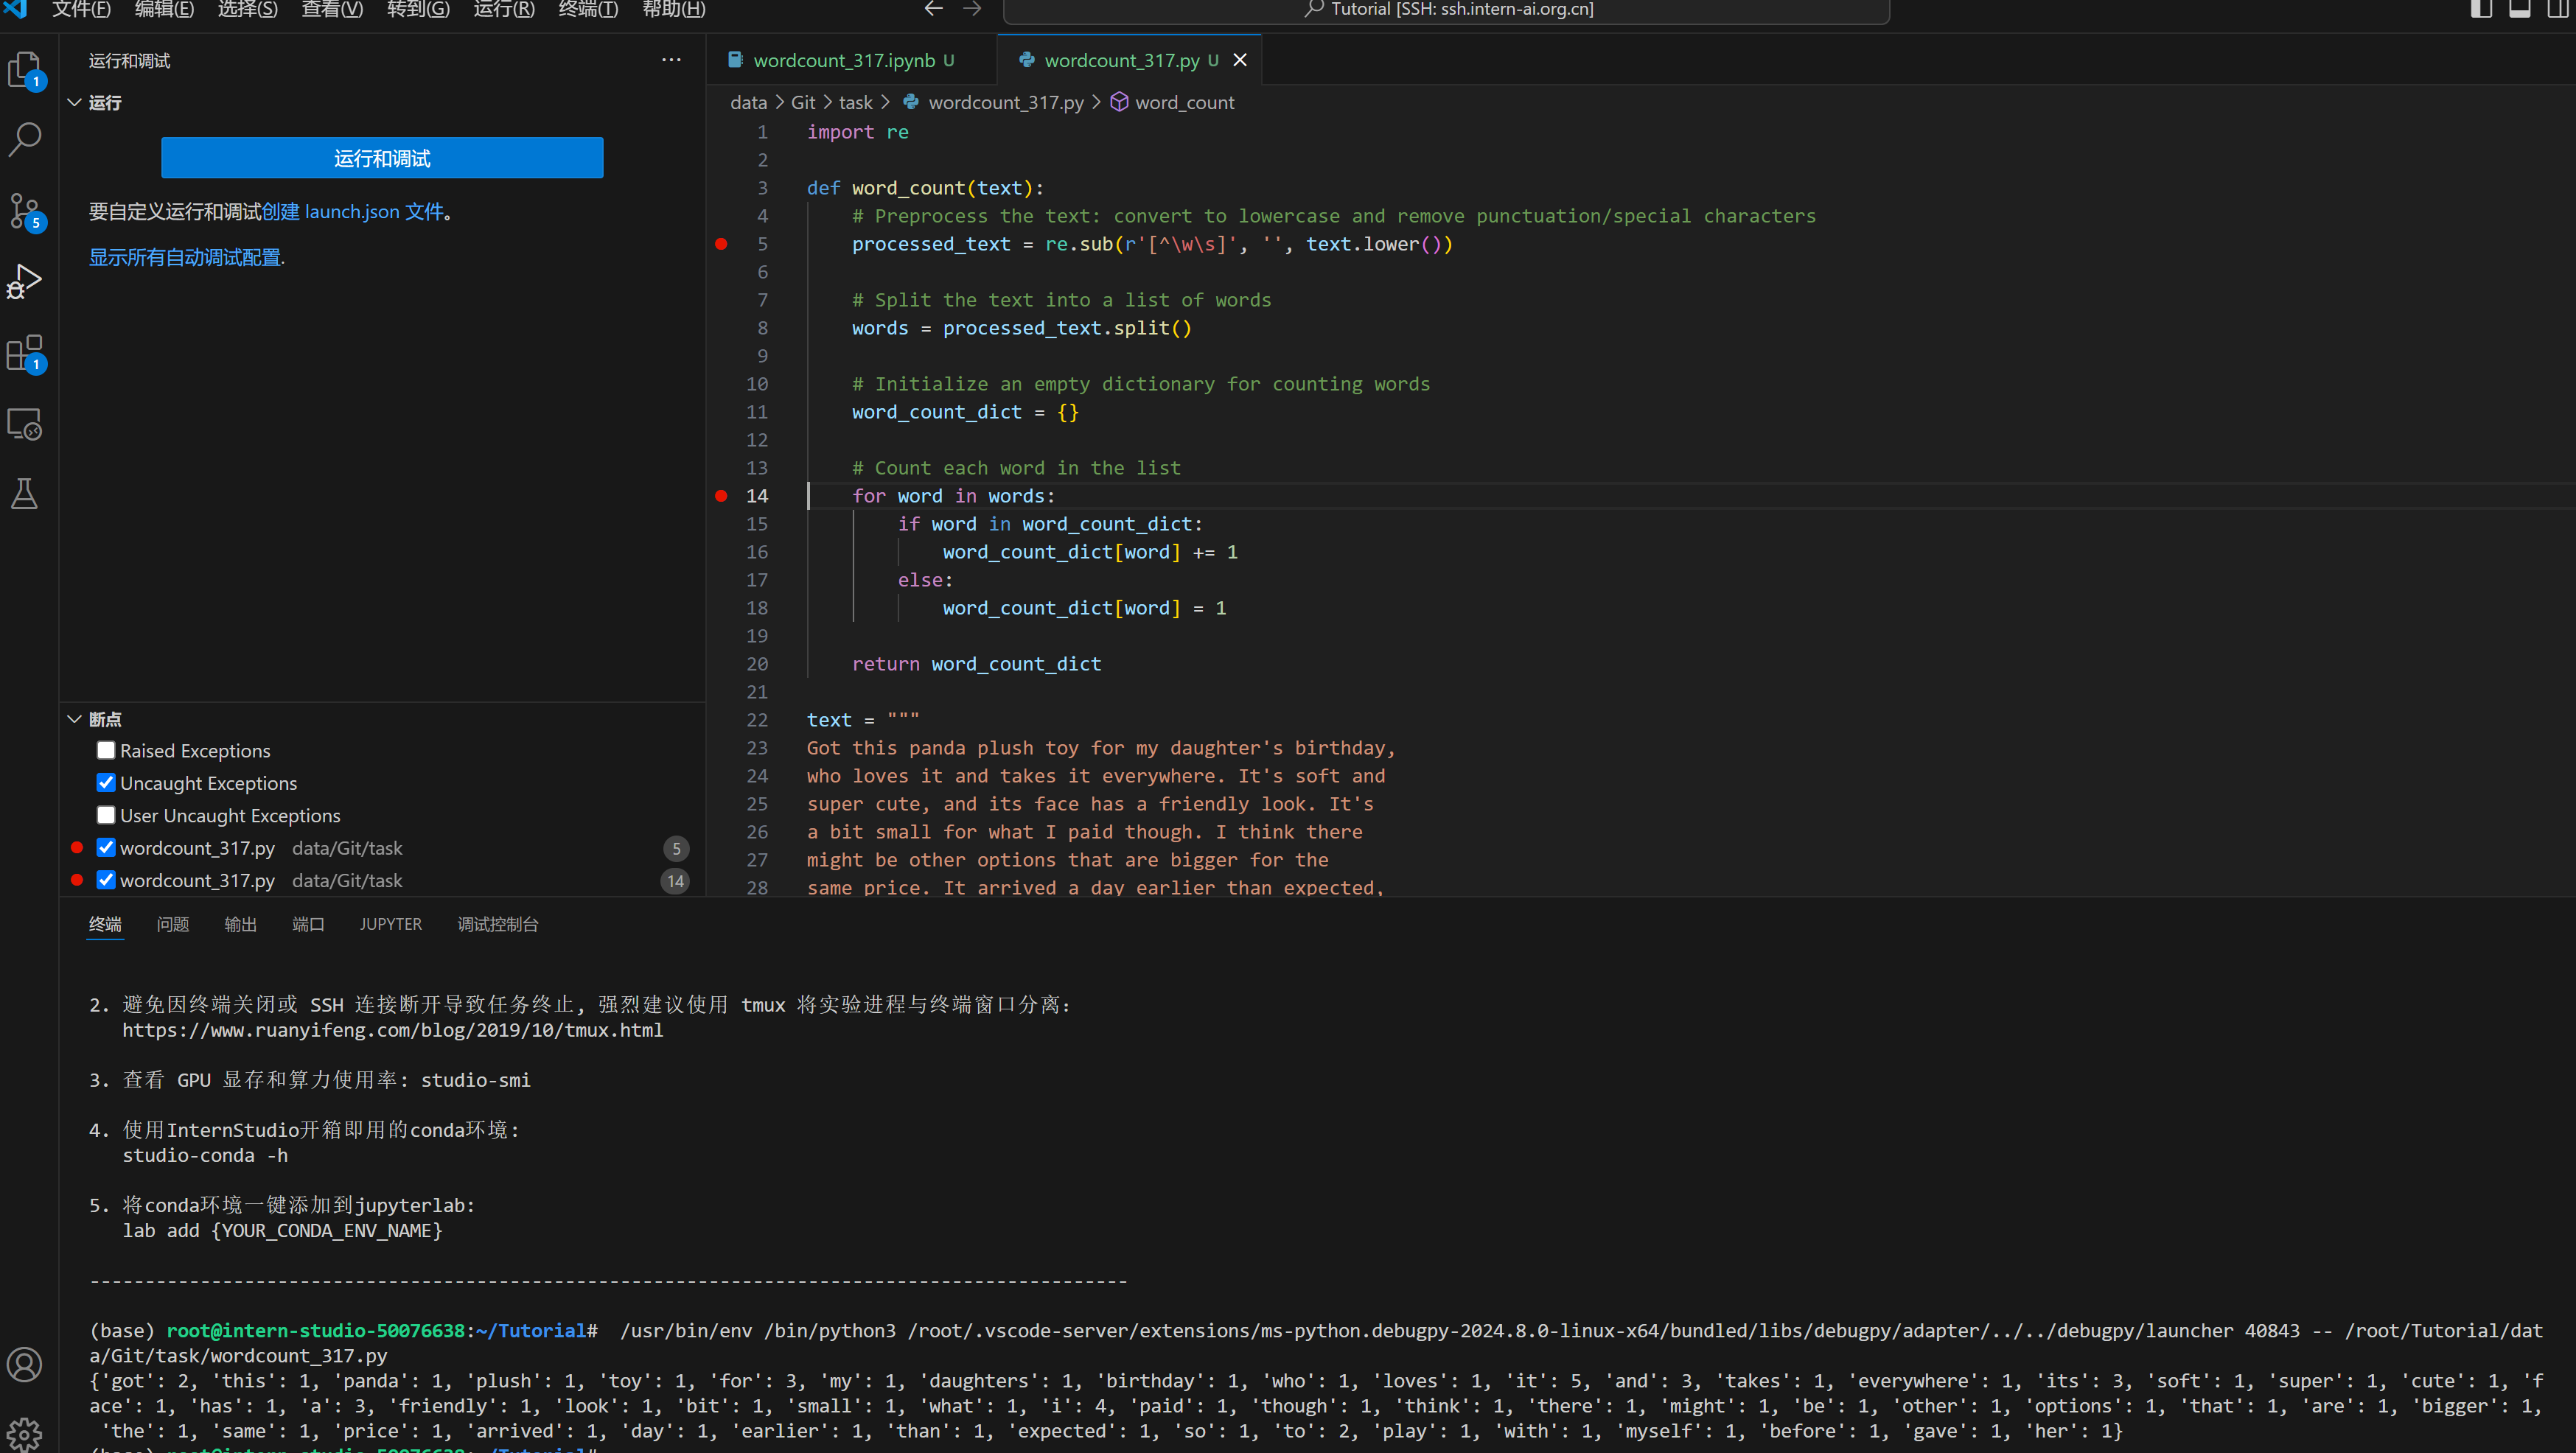 文件(F) 编辑(E) 选择(S) 查看(V) 转到(G) 运行(R) 终端(T) 帮助(H)
Tutorial [SSH: ssh.intern-ai.org.cn]
1
5
1
运行和调试 ...
运行
运行和调试
要自定义运行和调试创建 launch.json 文件。
显示所有自动调试配置.
断点
Raised Exceptions
Uncaught Exceptions
User Uncaught Exceptions
wordcount_317.py data/Git/task 5
wordcount_317.py data/Git/task 14
wordcount_317.ipynb U wordcount_317.py U
data > Git > task > wordcount_317.py > word_count
1 import re
2
3 def word_count(text):
4     # Preprocess the text: convert to lowercase and remove punctuation/special characters
5     processed_text = re.sub(r'[^\w\s]', '', text.lower())
6
7     # Split the text into a list of words
8     words = processed_text.split()
9
10     # Initialize an empty dictionary for counting words
11     word_count_dict = {}
12
13     # Count each word in the list
14     for word in words:
15         if word in word_count_dict:
16             word_count_dict[word] += 1
17         else:
18             word_count_dict[word] = 1
19
20     return word_count_dict
21
22 text = """
23 Got this panda plush toy for my daughter's birthday,
24 who loves it and takes it everywhere. It's soft and
25 super cute, and its face has a friendly look. It's
26 a bit small for what I paid though. I think there
27 might be other options that are bigger for the
28 same price. It arrived a day earlier than expected,
终端 问题 输出 端口 JUPYTER 调试控制台
2. 避免因终端关闭或 SSH 连接断开导致任务终止, 强烈建议使用 tmux 将实验进程与终端窗口分离:
https://www.ruanyifeng.com/blog/2019/10/tmux.html
3. 查看 GPU 显存和算力使用率: studio-smi
4. 使用InternStudio开箱即用的conda环境:
studio-conda -h
5. 将conda环境一键添加到jupyterlab:
lab add {YOUR_CONDA_ENV_NAME}
-------------------------------------------------------------------------------------------
(base) root@intern-studio-50076638:~/Tutorial#  /usr/bin/env /bin/python3 /root/.vscode-server/extensions/ms-python.debugpy-2024.8.0-linux-x64/bundled/libs/debugpy/adapter/../../debugpy/launcher 40843 -- /root/Tutorial/dat
a/Git/task/wordcount_317.py
{'got': 2, 'this': 1, 'panda': 1, 'plush': 1, 'toy': 1, 'for': 3, 'my': 1, 'daughters': 1, 'birthday': 1, 'who': 1, 'loves': 1, 'it': 5, 'and': 3, 'takes': 1, 'everywhere': 1, 'its': 3, 'soft': 1, 'super': 1, 'cute': 1, 'f
ace': 1, 'has': 1, 'a': 3, 'friendly': 1, 'look': 1, 'bit': 1, 'small': 1, 'what': 1, 'i': 4, 'paid': 1, 'though': 1, 'think': 1, 'there': 1, 'might': 1, 'be': 1, 'other': 1, 'options': 1, 'that': 1, 'are': 1, 'bigger': 1,
'the': 1, 'same': 1, 'price': 1, 'arrived': 1, 'day': 1, 'earlier': 1, 'than': 1, 'expected': 1, 'so': 1, 'to': 2, 'play': 1, 'with': 1, 'myself': 1, 'before': 1, 'gave': 1, 'her': 1}
(base) root@intern-studio-50076638:~/Tutorial#